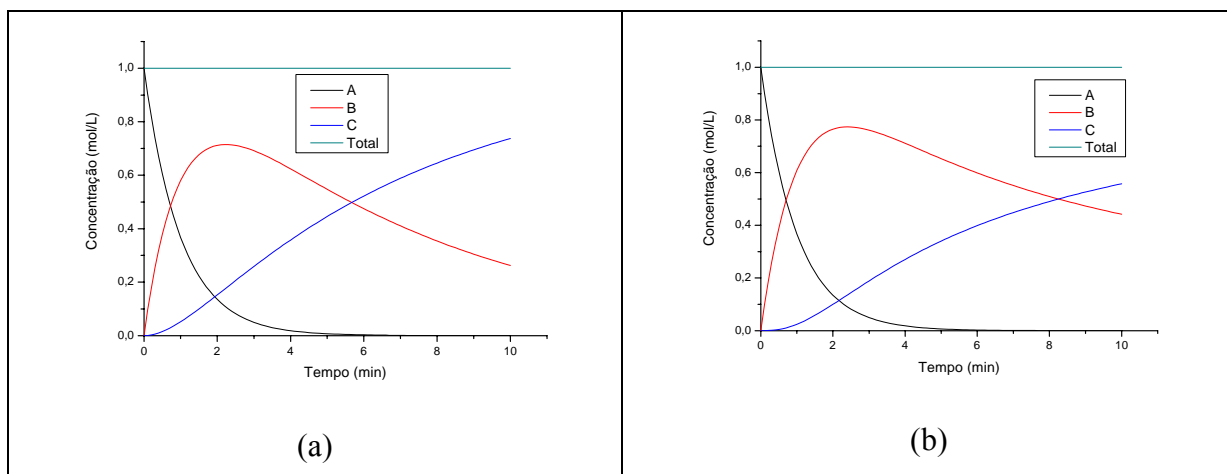 1,0
0,8
0,6
0,4
0,2
0,0
Concentração (mol/L)
0 2 4 6 8 10
Tempo (min)
A
B
C
Total
(a)
1,0
0,8
0,6
0,4
0,2
0,0
Concentração (mol/L)
0 2 4 6 8 10
Tempo (min)
A
B
C
Total
(b)